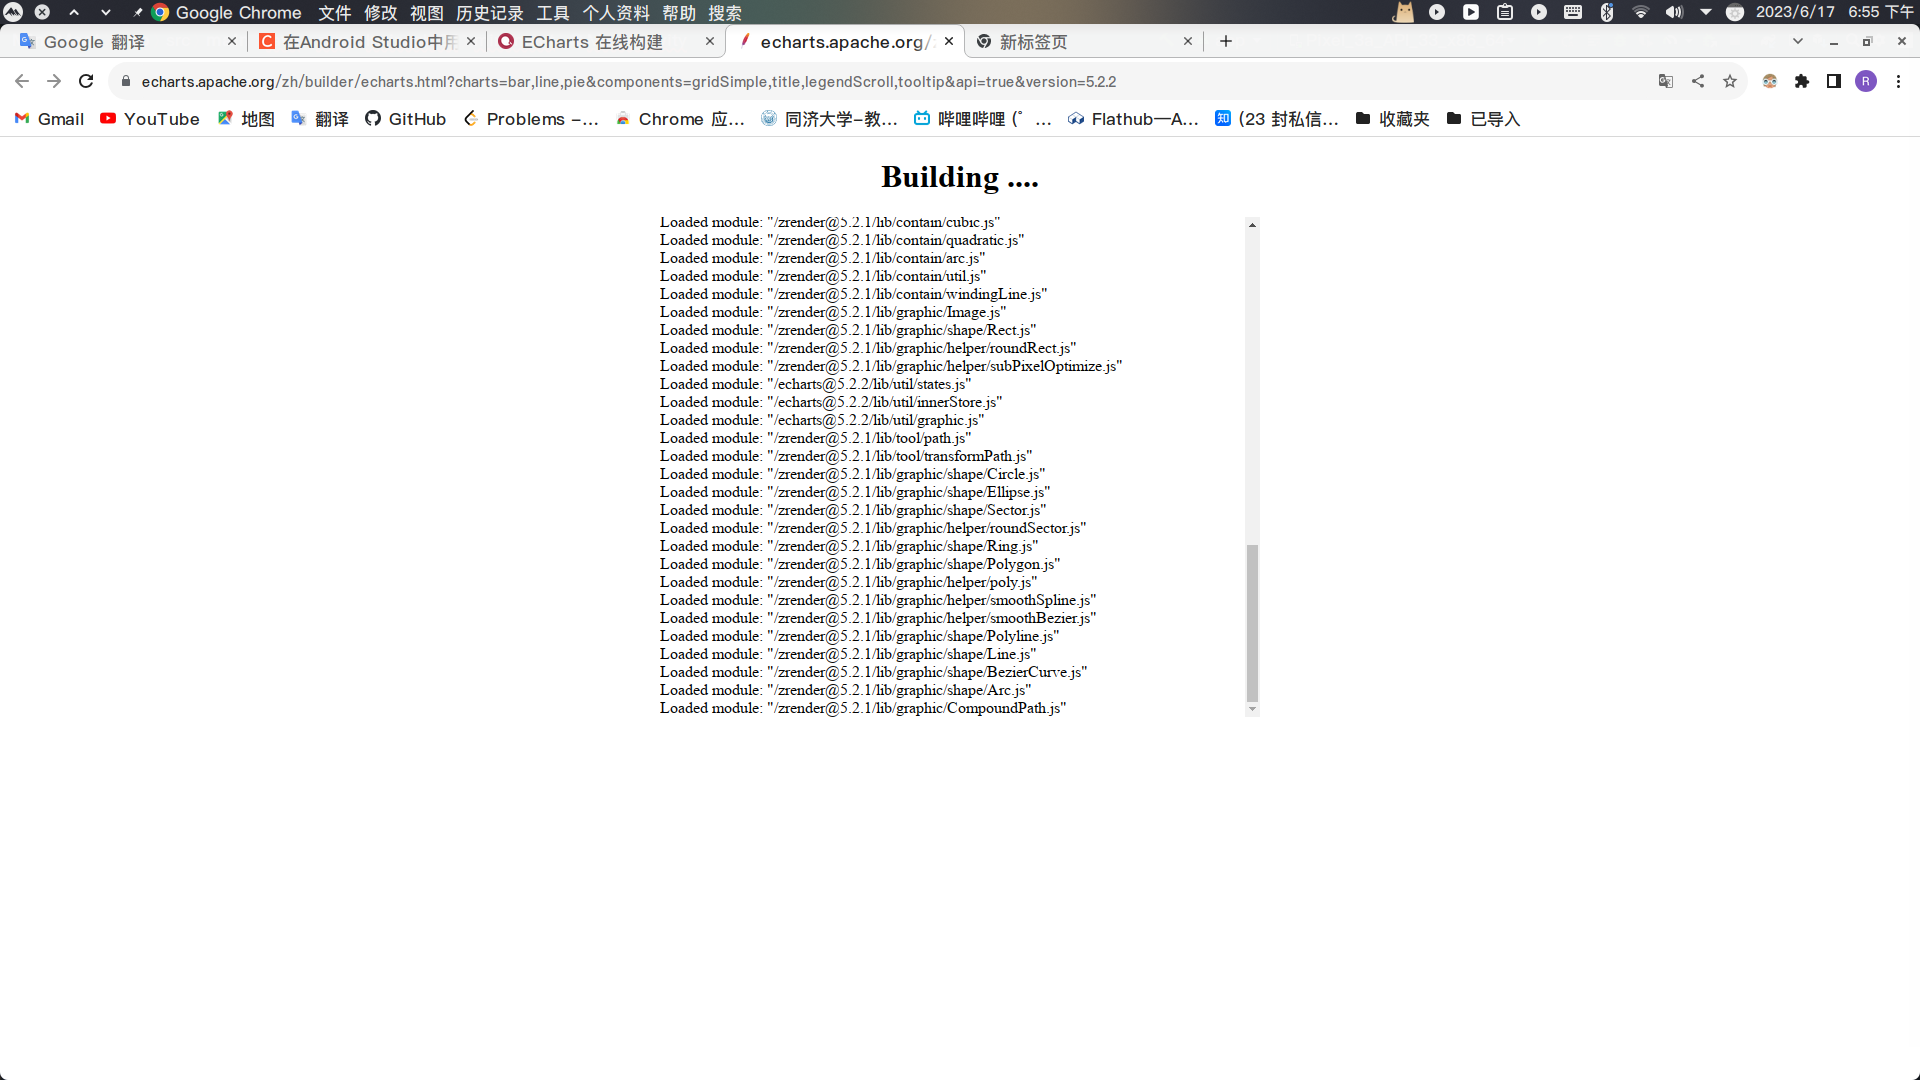 Google Chrome 文件 修改 视图 历史记录 工具 个人资料 帮助 搜索 2023/6/17 6:55 下午
Google 翻译 在Android Studio中用 ECharts 在线构建 echarts.apache.org/ 新标签页
echarts.apache.org/zh/builder/echarts.html?charts=bar,line,pie&components=gridSimple,title,legendScroll,tooltip&api=true&version=5.2.2 R
Gmail YouTube 地图 翻译 GitHub Problems -... Chrome 应... 同济大学-教... 哔哩哔哩 (゜ ... Flathub—A... 知 (23 封私信... 收藏夹 已导入
Building ....
Loaded module: "/zrender@5.2.1/lib/contain/cubic.js"
Loaded module: "/zrender@5.2.1/lib/contain/quadratic.js"
Loaded module: "/zrender@5.2.1/lib/contain/arc.js"
Loaded module: "/zrender@5.2.1/lib/contain/util.js"
Loaded module: "/zrender@5.2.1/lib/contain/windingLine.js"
Loaded module: "/zrender@5.2.1/lib/graphic/Image.js"
Loaded module: "/zrender@5.2.1/lib/graphic/shape/Rect.js"
Loaded module: "/zrender@5.2.1/lib/graphic/helper/roundRect.js"
Loaded module: "/zrender@5.2.1/lib/graphic/helper/subPixelOptimize.js"
Loaded module: "/echarts@5.2.2/lib/util/states.js"
Loaded module: "/echarts@5.2.2/lib/util/innerStore.js"
Loaded module: "/echarts@5.2.2/lib/util/graphic.js"
Loaded module: "/zrender@5.2.1/lib/tool/path.js"
Loaded module: "/zrender@5.2.1/lib/tool/transformPath.js"
Loaded module: "/zrender@5.2.1/lib/graphic/shape/Circle.js"
Loaded module: "/zrender@5.2.1/lib/graphic/shape/Ellipse.js"
Loaded module: "/zrender@5.2.1/lib/graphic/shape/Sector.js"
Loaded module: "/zrender@5.2.1/lib/graphic/helper/roundSector.js"
Loaded module: "/zrender@5.2.1/lib/graphic/shape/Ring.js"
Loaded module: "/zrender@5.2.1/lib/graphic/shape/Polygon.js"
Loaded module: "/zrender@5.2.1/lib/graphic/helper/poly.js"
Loaded module: "/zrender@5.2.1/lib/graphic/helper/smoothSpline.js"
Loaded module: "/zrender@5.2.1/lib/graphic/helper/smoothBezier.js"
Loaded module: "/zrender@5.2.1/lib/graphic/shape/Polyline.js"
Loaded module: "/zrender@5.2.1/lib/graphic/shape/Line.js"
Loaded module: "/zrender@5.2.1/lib/graphic/shape/BezierCurve.js"
Loaded module: "/zrender@5.2.1/lib/graphic/shape/Arc.js"
Loaded module: "/zrender@5.2.1/lib/graphic/CompoundPath.js"